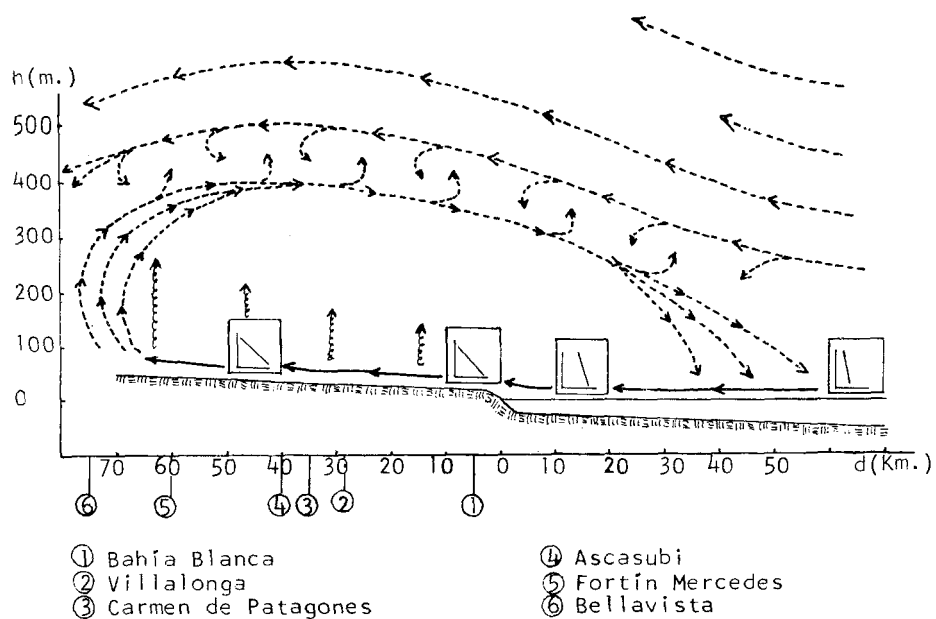 h(m.)
500
400
300
200
100
0
70 60 50 40 30 20 10 0 10 20 30 40 50 d(Km.)
⑥ ⑤ ④ ③ ② ①
① Bahía Blanca
② Villalonga
③ Carmen de Patagones
④ Ascasubi
⑤ Fortín Mercedes
⑥ Bellavista